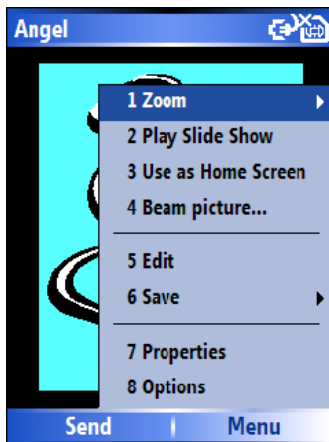 Angel
1 Zoom
2 Play Slide Show
3 Use as Home Screen
4 Beam picture...
5 Edit
6 Save
7 Properties
8 Options
Send Menu